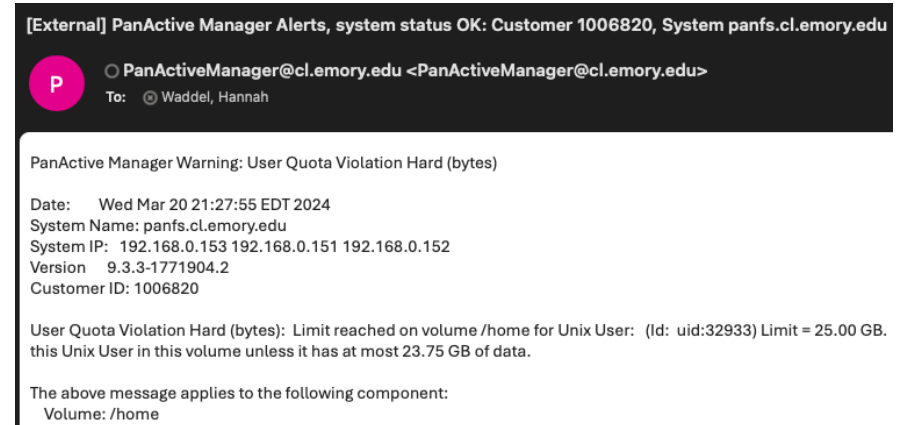 [External] PanActive Manager Alerts, system status OK: Customer 1006820, System panfs.cl.emory.edu
P
PanActiveManager@cl.emory.edu <PanActiveManager@cl.emory.edu>
To: Waddel, Hannah
PanActive Manager Warning: User Quota Violation Hard (bytes)
Date: Wed Mar 20 21:27:55 EDT 2024
System Name: panfs.cl.emory.edu
System IP: 192.168.0.153 192.168.0.151 192.168.0.152
Version 9.3.3-1771904.2
Customer ID: 1006820
User Quota Violation Hard (bytes): Limit reached on volume /home for Unix User: (Id: uid:32933) Limit = 25.00 GB.
this Unix User in this volume unless it has at most 23.75 GB of data.
The above message applies to the following component:
Volume: /home